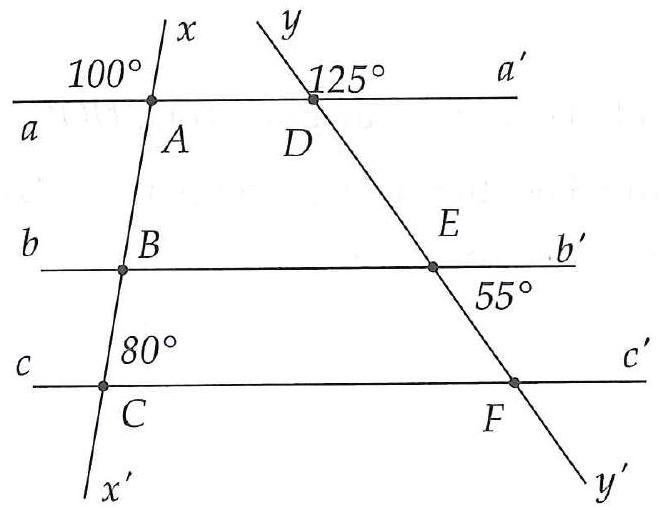 x y
100° 125° a′
a A D
b B E b′
55°
80°
c c′
C F
x′ y′